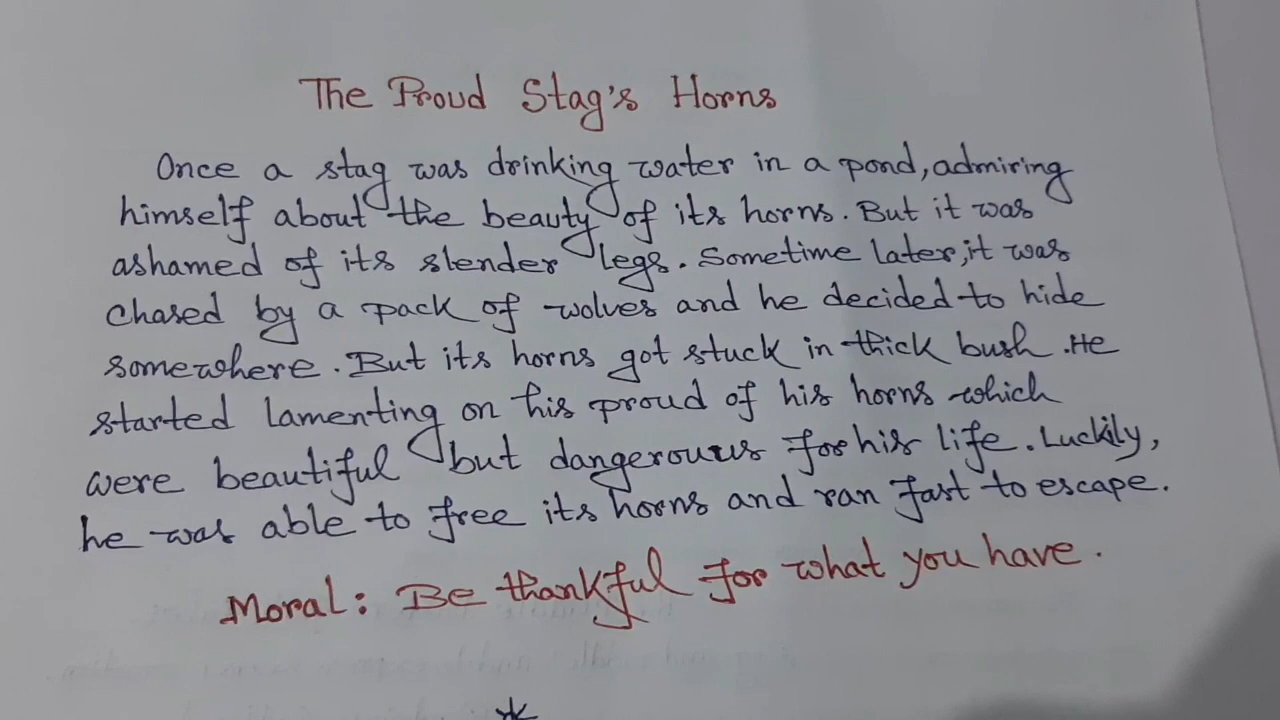 The Proud Stag's Horns
Once a stag was drinking water in a pond, admiring
himself about the beauty of its horns. But it was
ashamed of its slender legs. Sometime later, it was
chased by a pack of wolves and he decided to hide
somewhere. But its horns got stuck in thick bush. He
started lamenting on his proud of his horns which
were beautiful but dangerouus for his life. Luckily,
he was able to free its horns and ran fast to escape.
Moral: Be thankful for what you have.